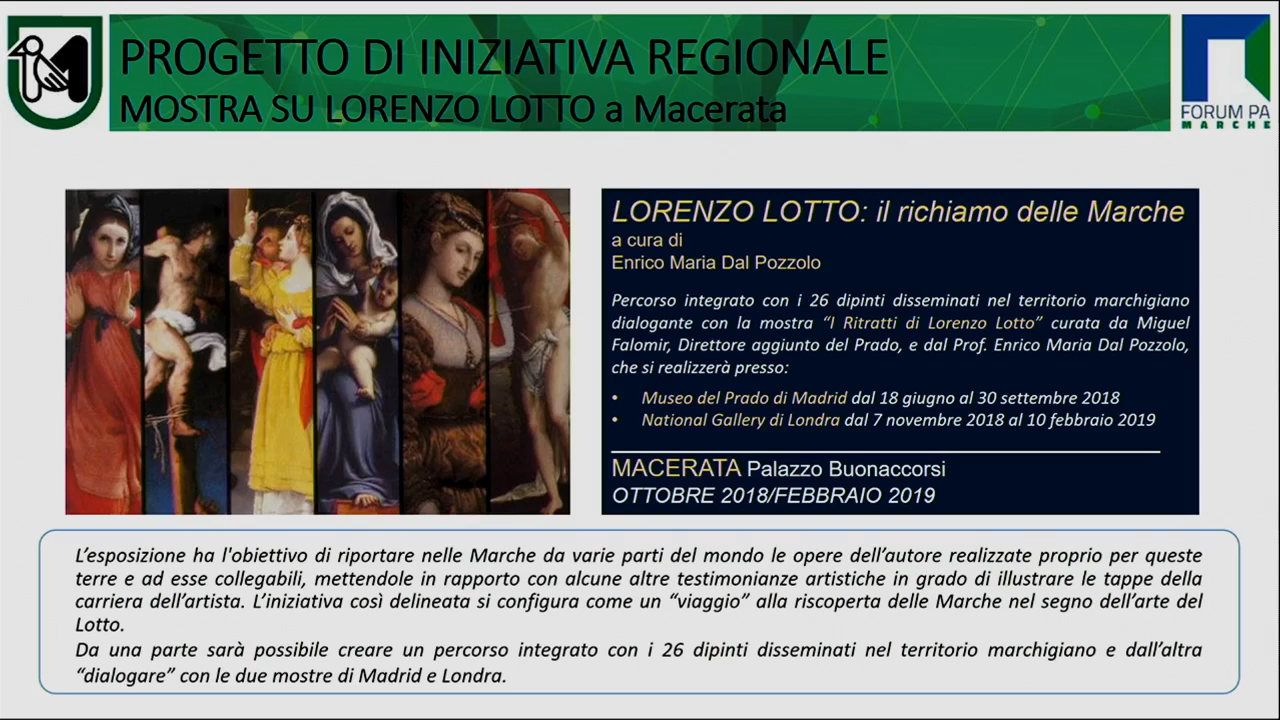 PROGETTO DI INIZIATIVA REGIONALE
MOSTRA SU LORENZO LOTTO a Macerata
FORUM PA
MARCHE
LORENZO LOTTO: il richiamo delle Marche
a cura di
Enrico Maria Dal Pozzolo
Percorso integrato con i 26 dipinti disseminati nel territorio marchigiano
dialogante con la mostra “I Ritratti di Lorenzo Lotto” curata da Miguel
Falomir, Direttore aggiunto del Prado, e dal Prof. Enrico Maria Dal Pozzolo,
che si realizzerà presso:
• Museo del Prado di Madrid dal 18 giugno al 30 settembre 2018
• National Gallery di Londra dal 7 novembre 2018 al 10 febbraio 2019
MACERATA Palazzo Buonaccorsi
OTTOBRE 2018/FEBBRAIO 2019
L’esposizione ha l'obiettivo di riportare nelle Marche da varie parti del mondo le opere dell’autore realizzate proprio per queste
terre e ad esse collegabili, mettendole in rapporto con alcune altre testimonianze artistiche in grado di illustrare le tappe della
carriera dell’artista. L’iniziativa così delineata si configura come un “viaggio” alla riscoperta delle Marche nel segno dell’arte del
Lotto.
Da una parte sarà possibile creare un percorso integrato con i 26 dipinti disseminati nel territorio marchigiano e dall’altra
“dialogare” con le due mostre di Madrid e Londra.